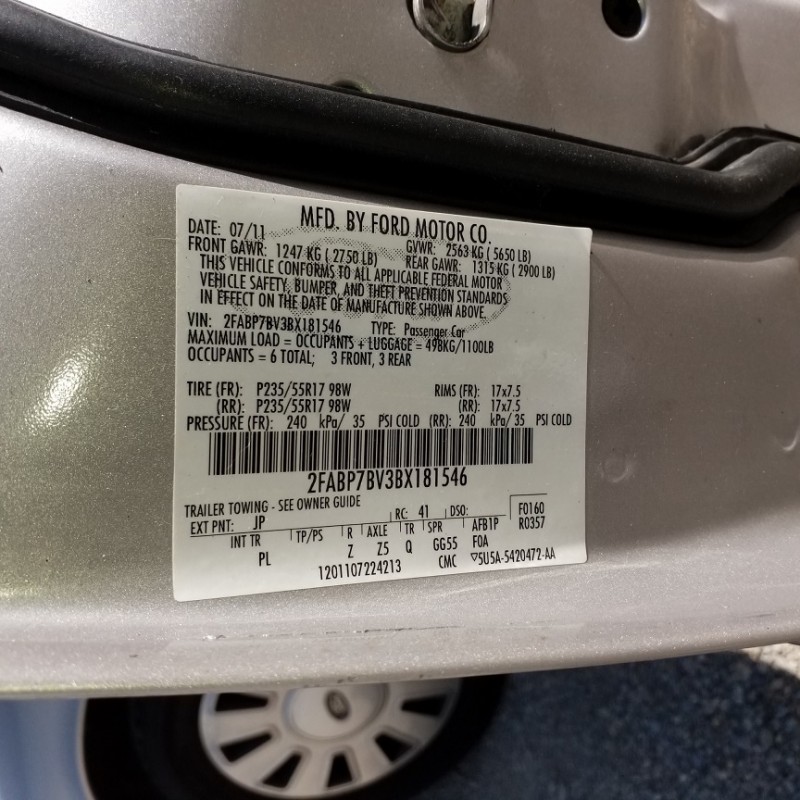 MFD. BY FORD MOTOR CO.
DATE: 07/11 GVWR: 2563 KG ( 5650 LB)
FRONT GAWR: 1247 KG ( 2750 LB) REAR GAWR: 1315 KG ( 2900 LB)
THIS VEHICLE CONFORMS TO ALL APPLICABLE FEDERAL MOTOR
VEHICLE SAFETY, BUMPER, AND THEFT PREVENTION STANDARDS
IN EFFECT ON THE DATE OF MANUFACTURE SHOWN ABOVE.
VIN: 2FABP7BV3BX181546 TYPE: Passenger Car
MAXIMUM LOAD = OCCUPANTS + LUGGAGE = 498KG/1100LB
OCCUPANTS = 6 TOTAL; 3 FRONT, 3 REAR
TIRE (FR): P235/55R17 98W RIMS (FR): 17x7.5
(RR): P235/55R17 98W (RR): 17x7.5
PRESSURE (FR): 240 kPa/ 35 PSI COLD (RR): 240 kPa/ 35 PSI COLD
2FABP7BV3BX181546
TRAILER TOWING - SEE OWNER GUIDE
EXT PNT: JP RC: 41 DSO: F0160
R0357
INT TR TP/PS R AXLE TR SPR AFB1P
PL Z Z5 Q GG55 F0A
1201107224213 CMC ▽5U5A-5420472-AA